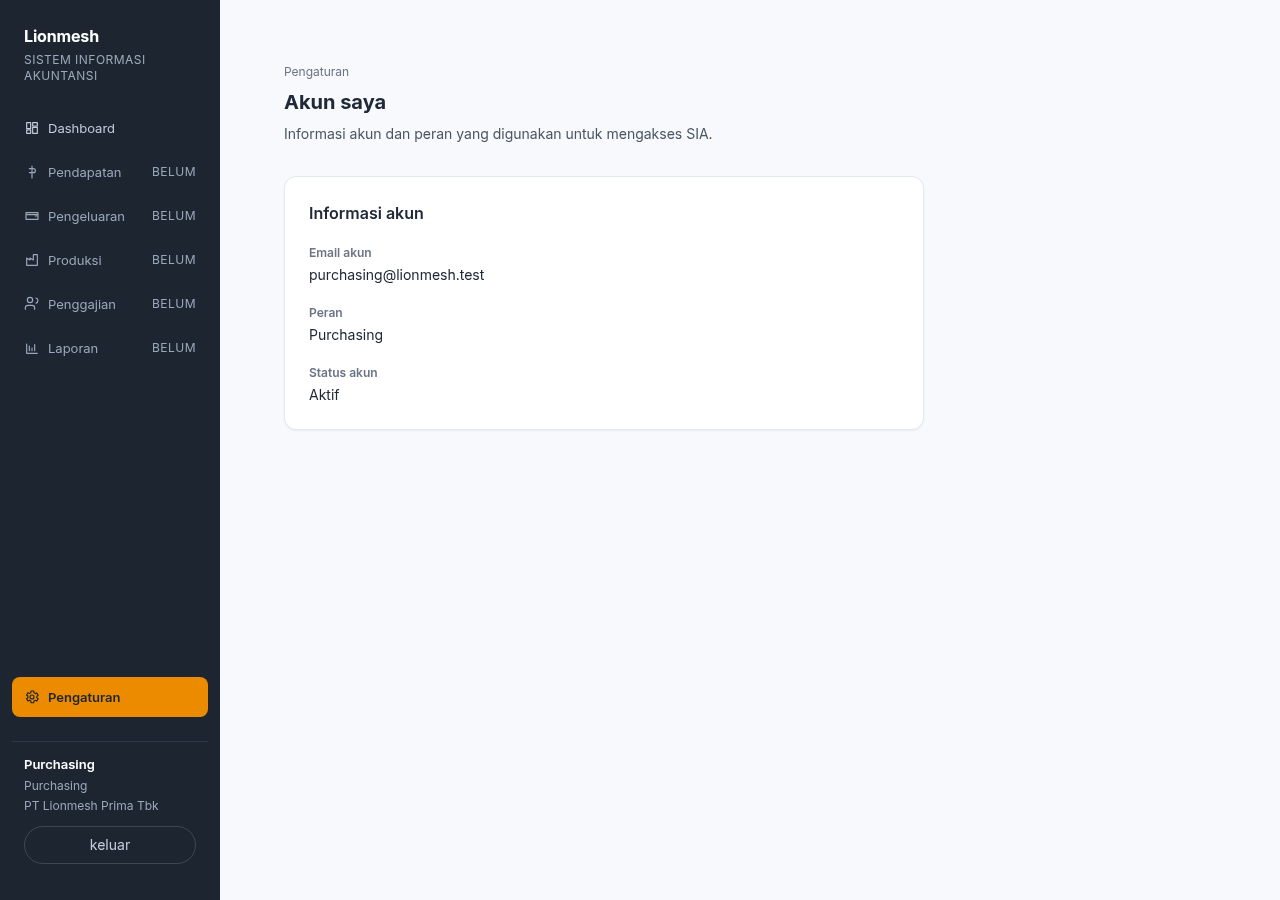 Lionmesh
SISTEM INFORMASI
AKUNTANSI
Dashboard
Pendapatan BELUM
Pengeluaran BELUM
Produksi BELUM
Penggajian BELUM
Laporan BELUM
Pengaturan
Purchasing
Purchasing
PT Lionmesh Prima Tbk
keluar
Pengaturan
Akun saya
Informasi akun dan peran yang digunakan untuk mengakses SIA.
Informasi akun
Email akun
purchasing@lionmesh.test
Peran
Purchasing
Status akun
Aktif